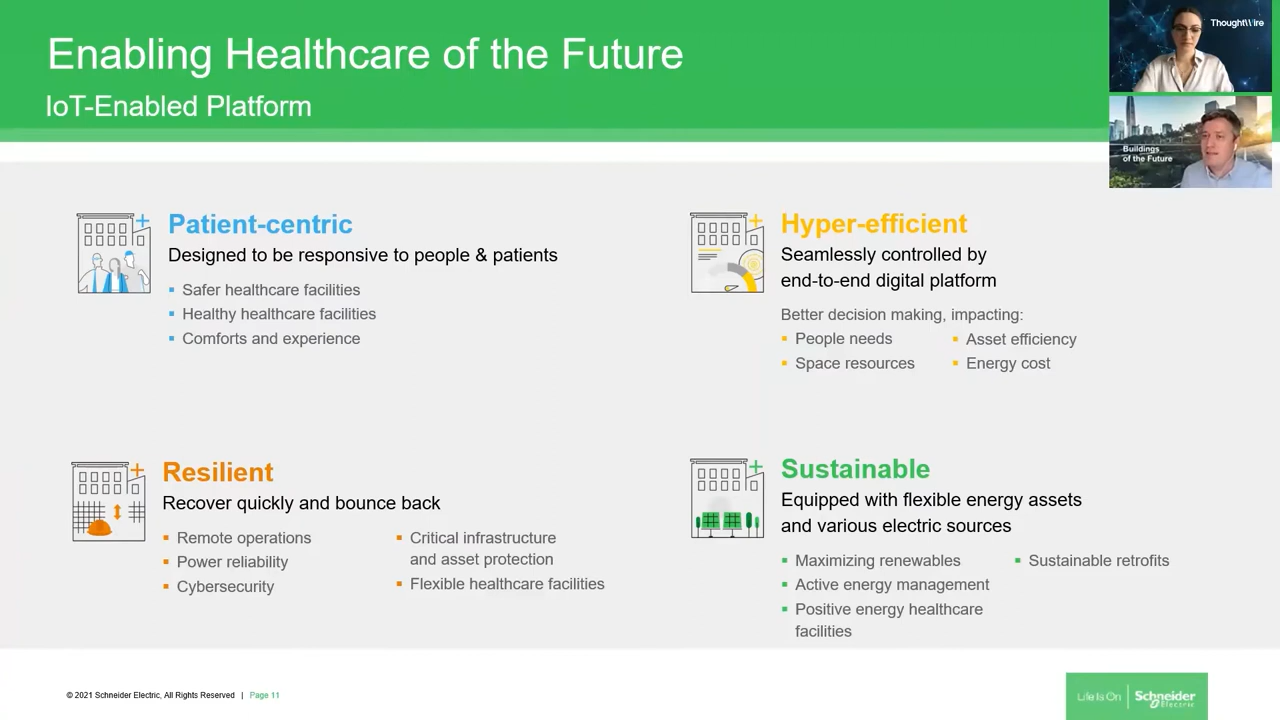 Enabling Healthcare of the Future
IoT-Enabled Platform
ThoughtWire
Buildings
of the Future
Patient-centric
Designed to be responsive to people & patients
▪ Safer healthcare facilities
▪ Healthy healthcare facilities
▪ Comforts and experience
Hyper-efficient
Seamlessly controlled by
end-to-end digital platform
Better decision making, impacting:
▪ People needs
▪ Space resources
▪ Asset efficiency
▪ Energy cost
Resilient
Recover quickly and bounce back
▪ Remote operations
▪ Power reliability
▪ Cybersecurity
▪ Critical infrastructure
and asset protection
▪ Flexible healthcare facilities
Sustainable
Equipped with flexible energy assets
and various electric sources
▪ Maximizing renewables
▪ Active energy management
▪ Positive energy healthcare
facilities
▪ Sustainable retrofits
© 2021 Schneider Electric, All Rights Reserved | Page 11
Life Is On | Schneider
Electric